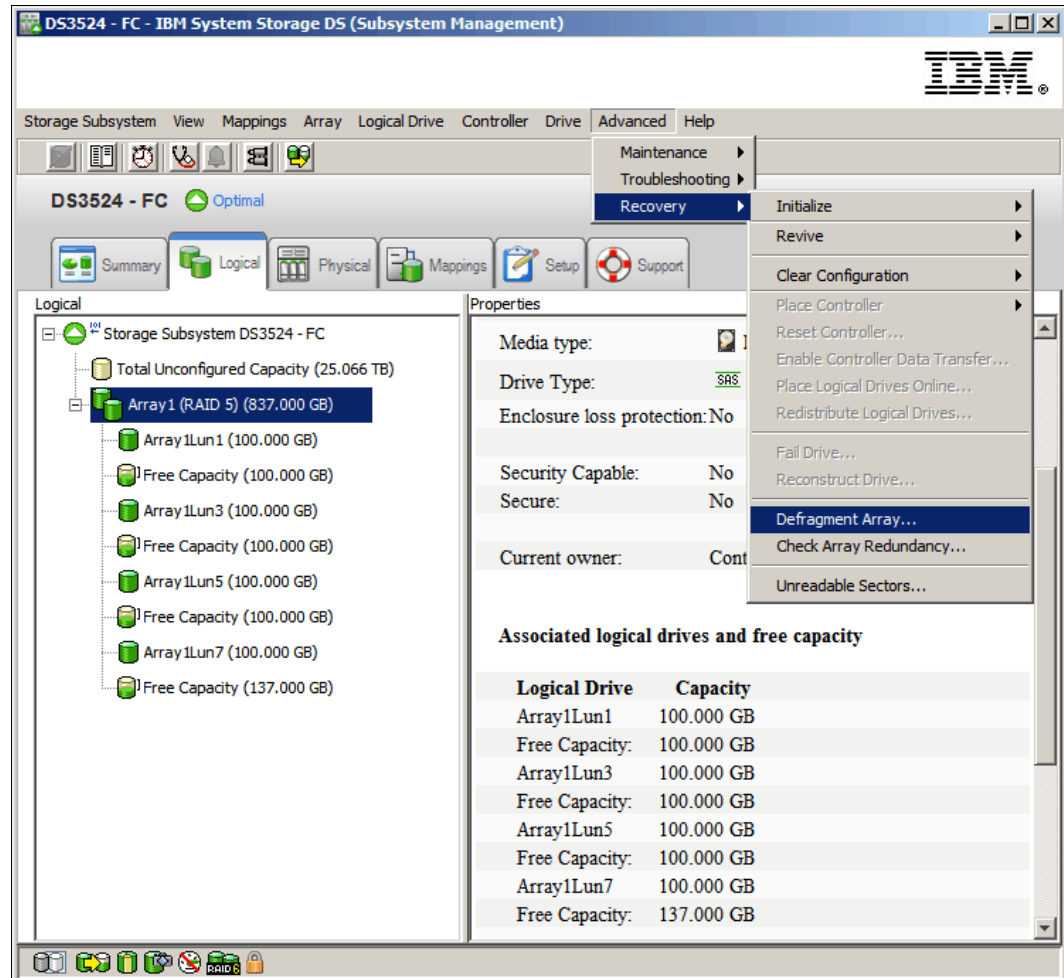 DS3524 - FC - IBM System Storage DS (Subsystem Management)
IBM®
Storage Subsystem View Mappings Array Logical Drive Controller Drive Advanced Help
Maintenance
Troubleshooting
Recovery
DS3524 - FC Optimal
Initialize
Revive
Clear Configuration
Place Controller
Reset Controller...
Enable Controller Data Transfer...
Place Logical Drives Online...
Redistribute Logical Drives...
Fail Drive...
Reconstruct Drive...
Defragment Array...
Check Array Redundancy...
Unreadable Sectors...
Summary Logical Physical Mappings Setup Support
Logical
Storage Subsystem DS3524 - FC
Total Unconfigured Capacity (25.066 TB)
Array1 (RAID 5) (837.000 GB)
Array1Lun1 (100.000 GB)
Free Capacity (100.000 GB)
Array1Lun3 (100.000 GB)
Free Capacity (100.000 GB)
Array1Lun5 (100.000 GB)
Free Capacity (100.000 GB)
Array1Lun7 (100.000 GB)
Free Capacity (137.000 GB)
Properties
Media type:
Drive Type: SAS
Enclosure loss protection: No
Security Capable: No
Secure: No
Current owner: Cont
Associated logical drives and free capacity
Logical Drive Capacity
Array1Lun1 100.000 GB
Free Capacity: 100.000 GB
Array1Lun3 100.000 GB
Free Capacity: 100.000 GB
Array1Lun5 100.000 GB
Free Capacity: 100.000 GB
Array1Lun7 100.000 GB
Free Capacity: 137.000 GB
RAID 6